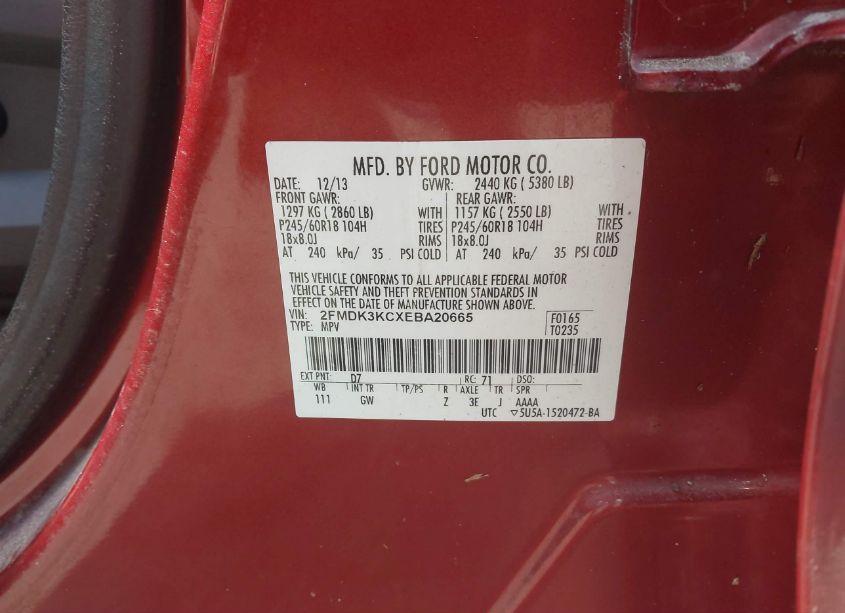 MFD. BY FORD MOTOR CO.
DATE: 12/13 GVWR: 2440 KG ( 5380 LB)
FRONT GAWR: REAR GAWR:
1297 KG ( 2860 LB) WITH 1157 KG ( 2550 LB) WITH
P245/60R18 104H TIRES P245/60R18 104H TIRES
18x8.0J RIMS 18x8.0J RIMS
AT 240 kPa/ 35 PSI COLD AT 240 kPa/ 35 PSI COLD
THIS VEHICLE CONFORMS TO ALL APPLICABLE FEDERAL MOTOR
VEHICLE SAFETY AND THEFT PREVENTION STANDARDS IN
EFFECT ON THE DATE OF MANUFACTURE SHOWN ABOVE.
VIN: 2FMDK3KCXEBA20665 F0165
TYPE: MPV T0235
EXT PNT: D7 RC: 71 DSO:
WB INT TR TP/PS R AXLE TR SPR
111 GW Z 3E J AAAA
UTC ▽5U5A-1520472-BA